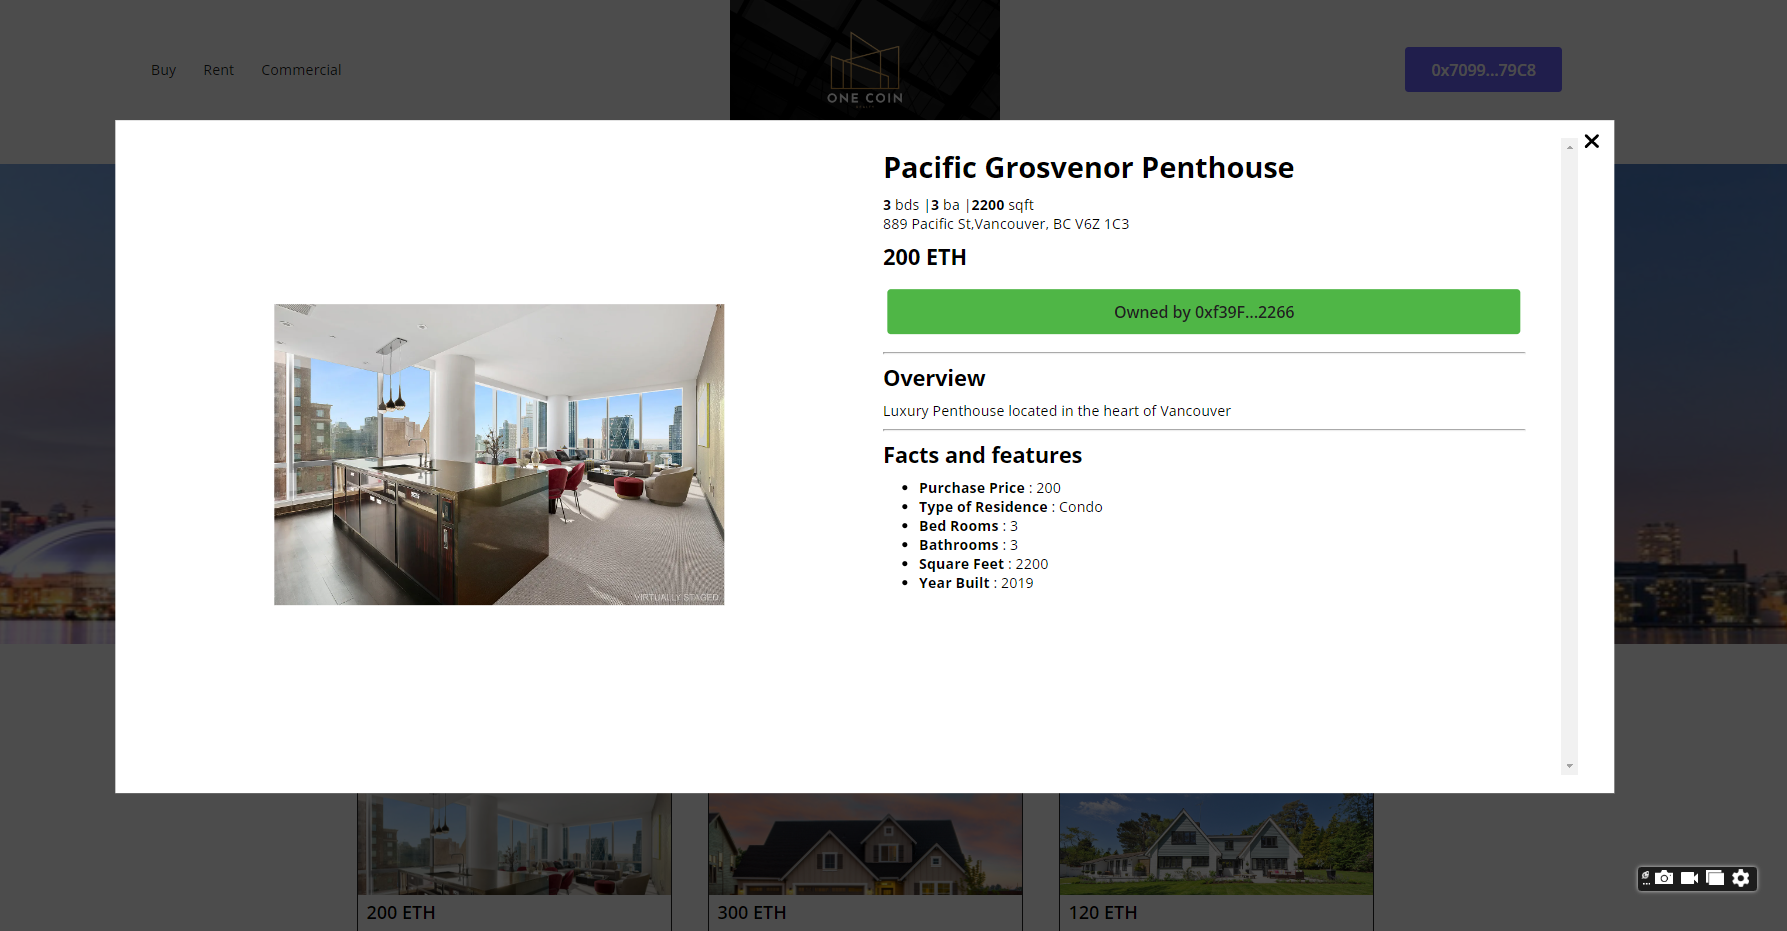 Buy Rent Commercial
ONE COIN
0x7099...79C8
Pacific Grosvenor Penthouse
3 bds |3 ba |2200 sqft
889 Pacific St,Vancouver, BC V6Z 1C3
200 ETH
Owned by 0xf39F...2266
Overview
Luxury Penthouse located in the heart of Vancouver
Facts and features
Purchase Price : 200
Type of Residence : Condo
Bed Rooms : 3
Bathrooms : 3
Square Feet : 2200
Year Built : 2019
VIRTUALLY STAGED
200 ETH
300 ETH
120 ETH